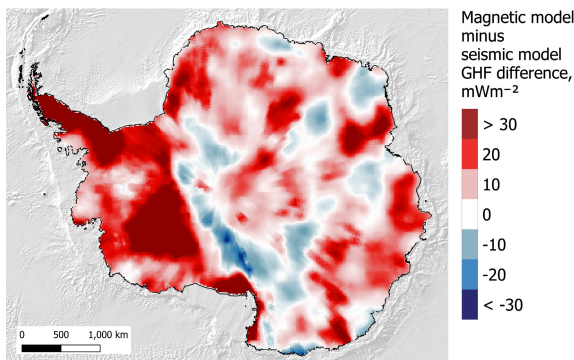 Magnetic model
minus
seismic model
GHF difference,
mWm⁻²
> 30
20
10
0
-10
-20
< -30
0 500 1,000 km